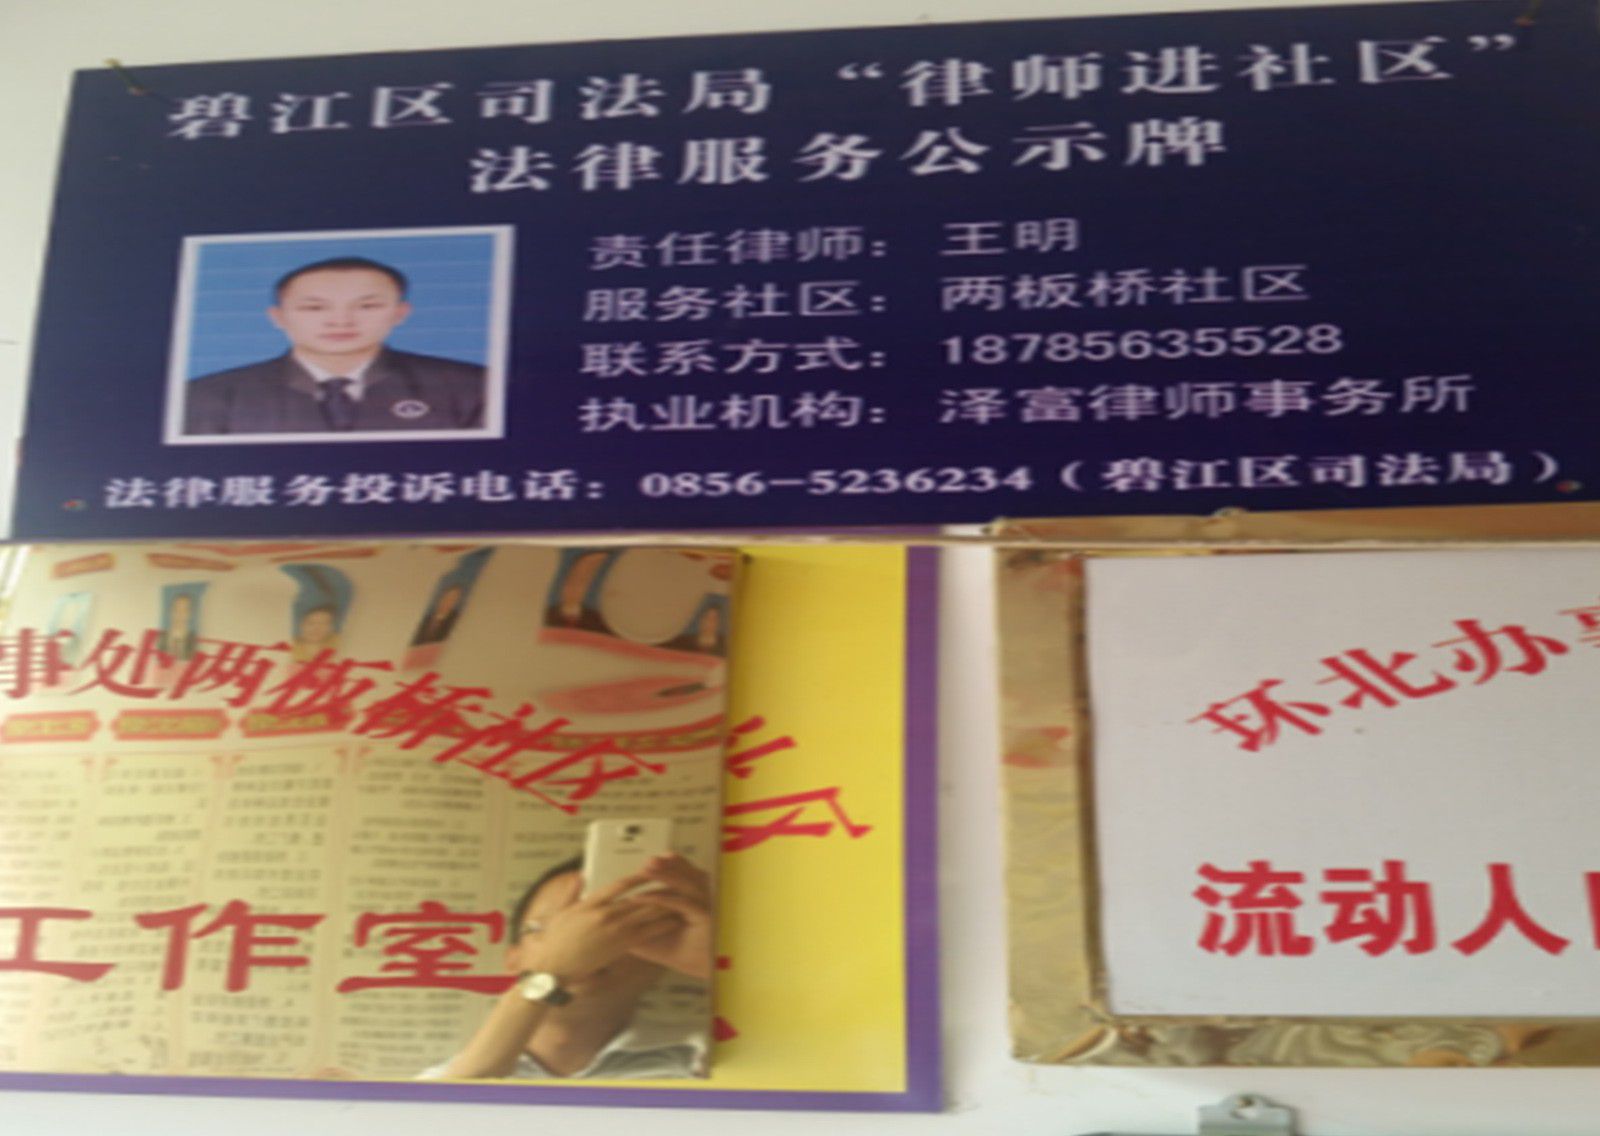 碧江区司法局“律师进社区”
法律服务公示牌
责任律师： 王明
服务社区： 两板桥社区
联系方式： 18785635528
执业机构： 泽富律师事务所
法律服务投诉电话：0856-5236234（碧江区司法局）
事处两板桥社区
工作室
区
环北办事
流动人